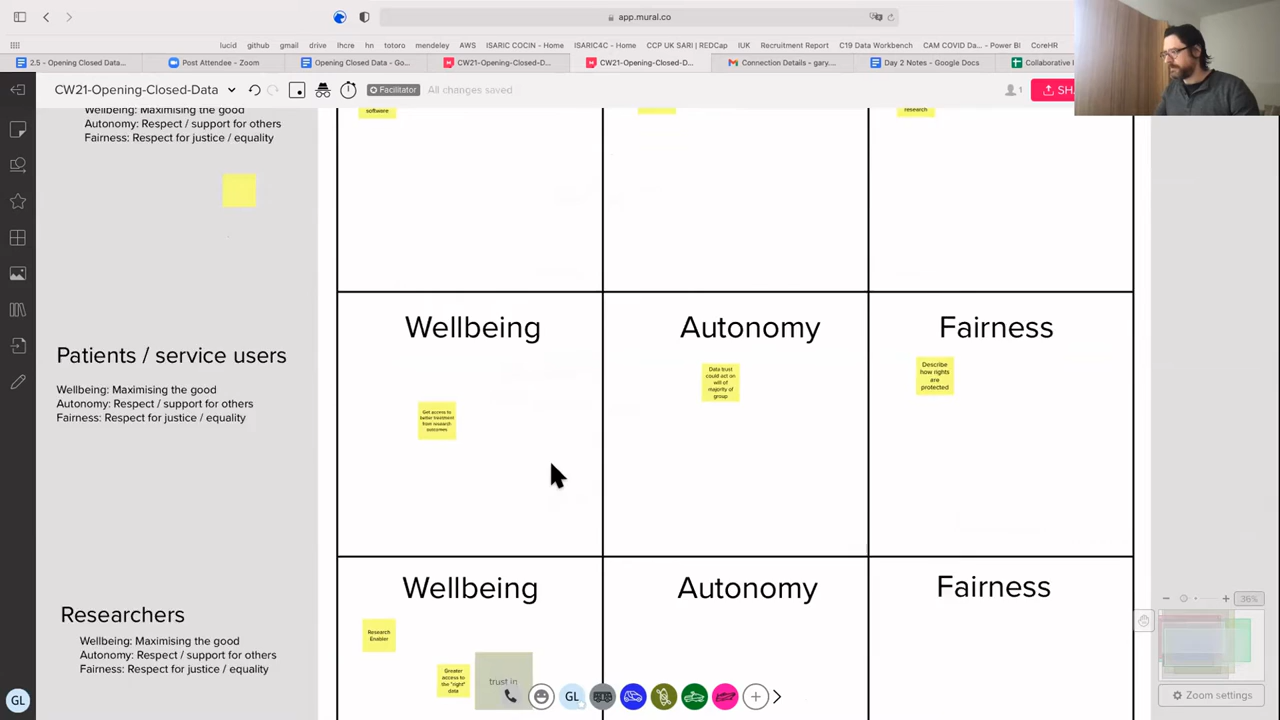 app.mural.co
lucid github gmail drive lhcre hn totoro mendeley AWS ISARIC COCIN - Home ISARIC4C - Home CCP UK SARI | REDCap IUK Recruitment Report C19 Data Workbench CAM COVID Da... - Power BI CoreHR
2.5 - Opening Closed Data... Post Attendee - Zoom Opening Closed Data - Go... CW21-Opening-Closed-D... CW21-Opening-Closed-D... Connection Details - gary.... Day 2 Notes - Google Docs Collaborative
CW21-Opening-Closed-Data Facilitator All changes saved 1 SH
Wellbeing: Maximising the good
Autonomy: Respect / support for others
Fairness: Respect for justice / equality
software
research
Wellbeing Autonomy Fairness
Patients / service users
Wellbeing: Maximising the good
Autonomy: Respect / support for others
Fairness: Respect for justice / equality
Get access to
better treatment
from research
outcomes
Data trust
could act on
will of
majority of
group
Describe
how rights
are
protected
Wellbeing Autonomy Fairness
Researchers
Wellbeing: Maximising the good
Autonomy: Respect / support for others
Fairness: Respect for justice / equality
Research
Enabler
Greater
access to
the "right"
data
trust in
36%
Zoom settings
GL
GL